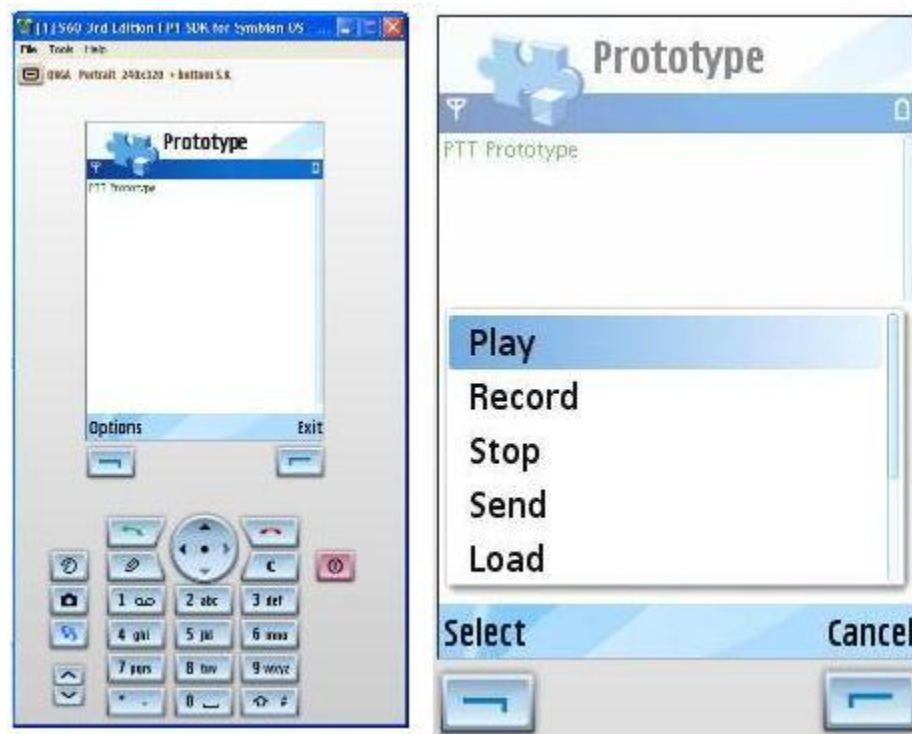 [1] S60 3rd Edition FP1 SDK for Symbian OS ...
File Tools Help
QVGA Portrait 240x320 + bottom S.K.
Prototype
PTT Prototype
Options Exit
C
1 2 abc 3 def
4 ghi 5 jkl 6 mno
7 pqrs 8 tuv 9 wxyz
* + 0 #
Prototype
PTT Prototype
Play
Record
Stop
Send
Load
Select Cancel